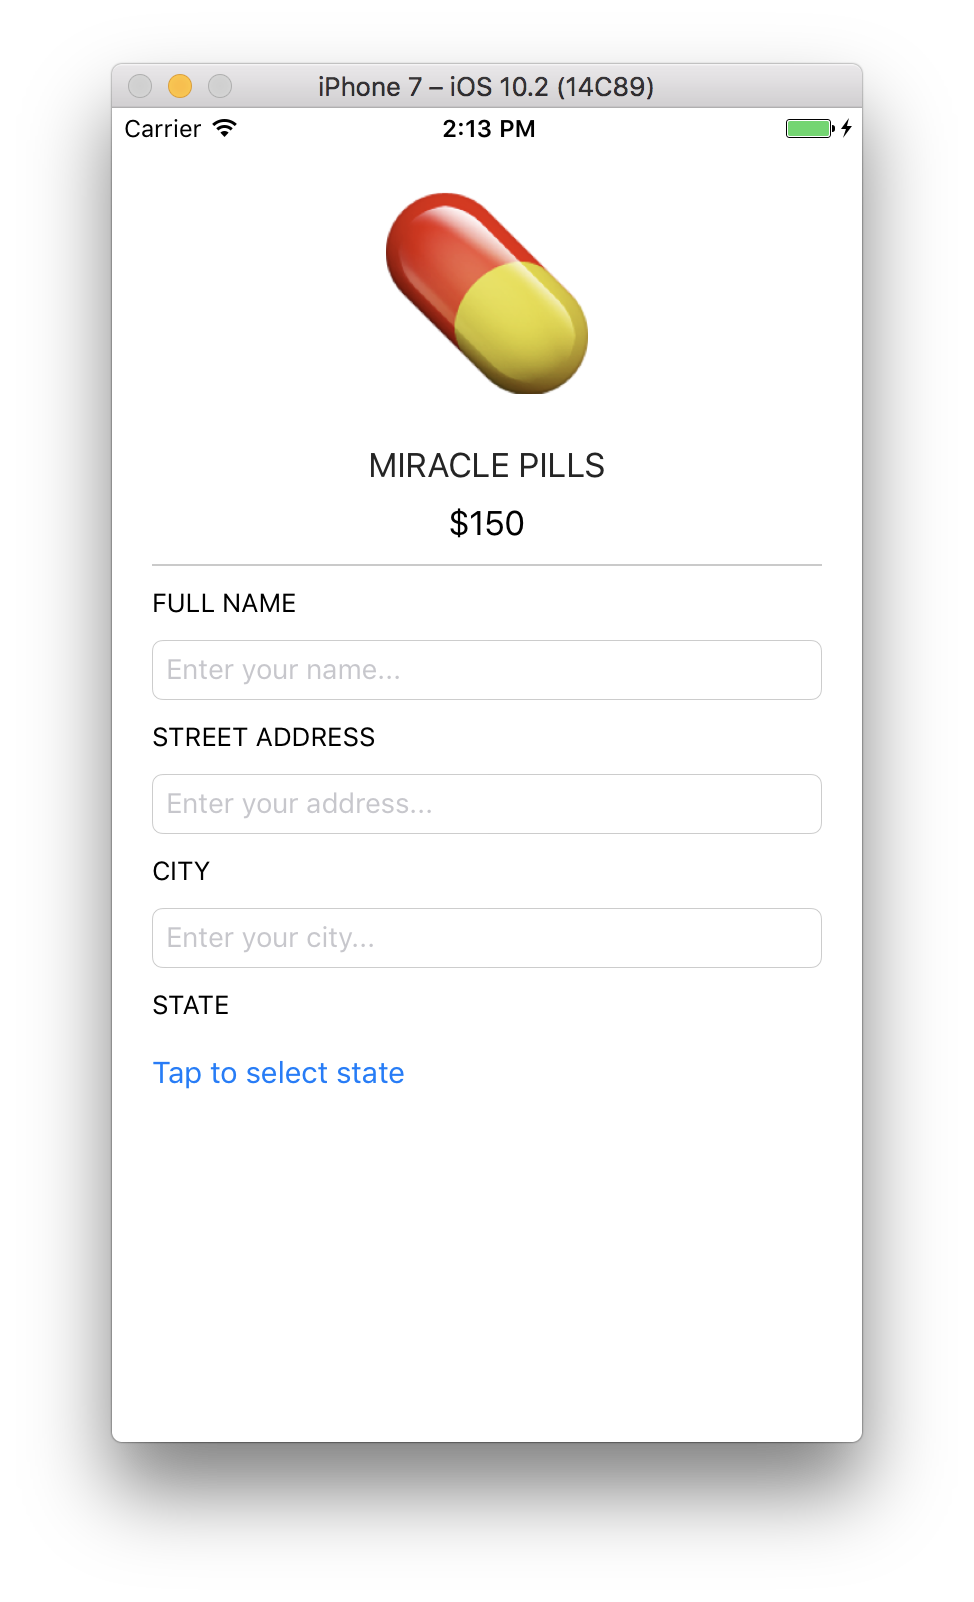 iPhone 7 – iOS 10.2 (14C89)
Carrier 2:13 PM
MIRACLE PILLS
$150
FULL NAME
Enter your name...
STREET ADDRESS
Enter your address...
CITY
Enter your city...
STATE
Tap to select state